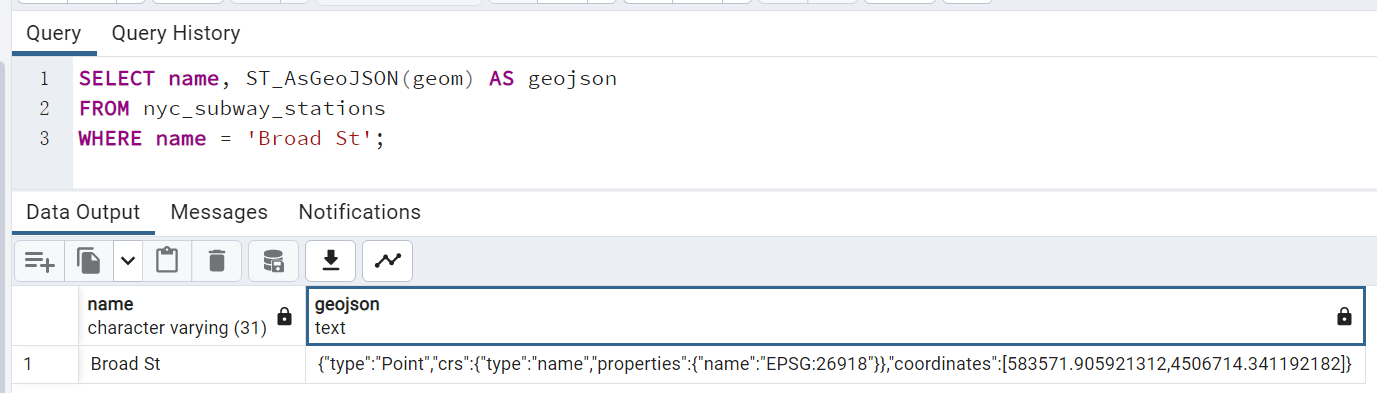 Query Query History
1 SELECT name, ST_AsGeoJSON(geom) AS geojson
2 FROM nyc_subway_stations
3 WHERE name = 'Broad St';
Data Output Messages Notifications
name geojson
character varying (31) text
1 Broad St {"type":"Point","crs":{"type":"name","properties":{"name":"EPSG:26918"}},"coordinates":[583571.905921312,4506714.341192182]}